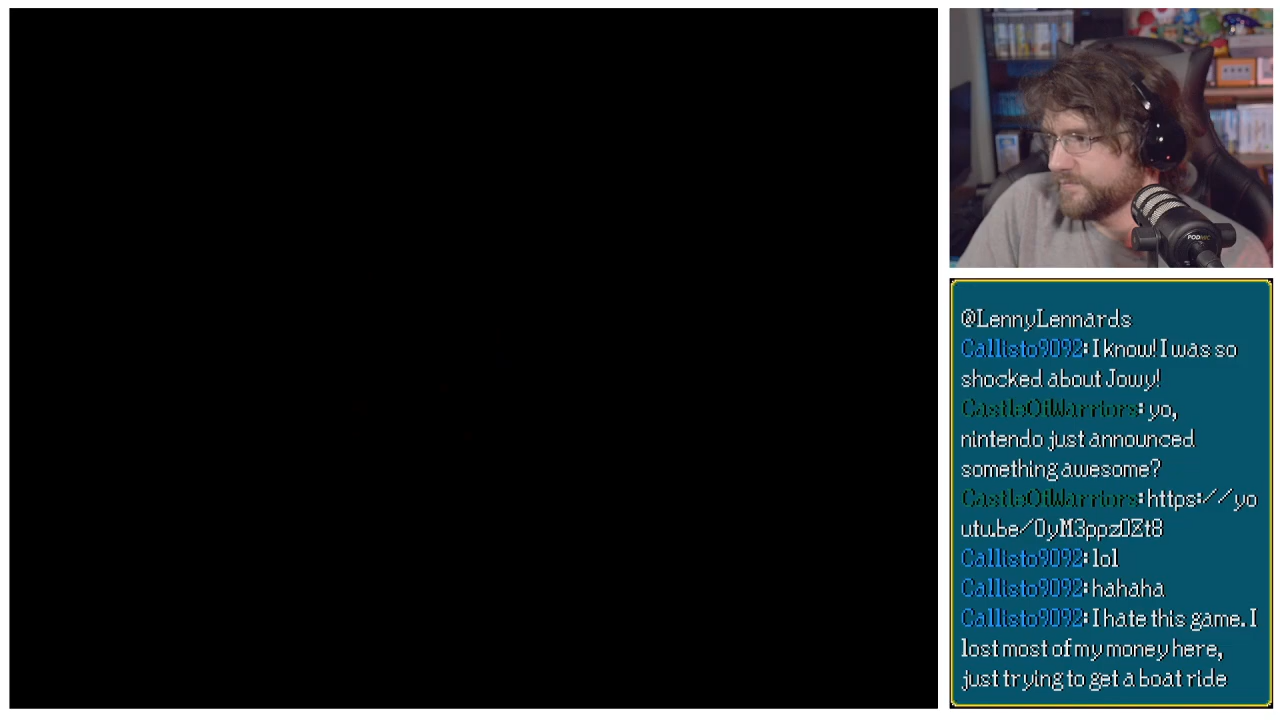 PODMIC
@LennyLennards
Callisto9092: I know! I was so
shocked about Jowy!
CastleOfWarriors: yo,
nintendo just announced
something awesome?
CastleOfWarriors: https://yo
utu.be/0yM3ppz0Zt8
Callisto9092: lol
Callisto9092: hahaha
Callisto9092: I hate this game. I
lost most of my money here,
just trying to get a boat ride